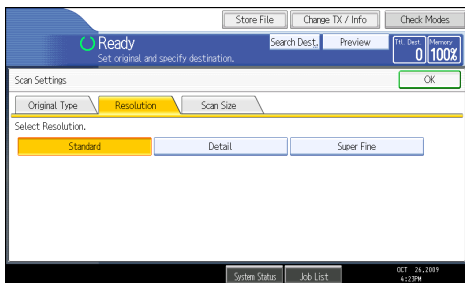 Store File Change TX / Info Check Modes
Ready Search Dest. Preview Ttl. Dest. Memory
Set original and specify destination. 0 100%
Scan Settings OK
Original Type Resolution Scan Size
Select Resolution.
Standard Detail Super Fine
System Status Job List OCT 26,2009
4:23PM